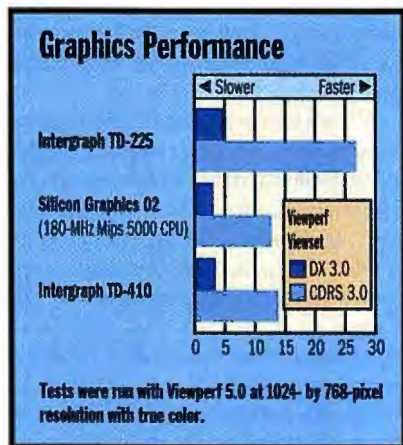 Graphics Performance
◄ Slower Faster ►
Intergraph TD-225
Silicon Graphics O2
(180-MHz Mips 5000 CPU)
Intergraph TD-410
Viewperf
Viewset
DX 3.0
CDRS 3.0
0 5 10 15 20 25 30
Tests were run with Viewperf 5.0 at 1024- by 768-pixel
resolution with true color.